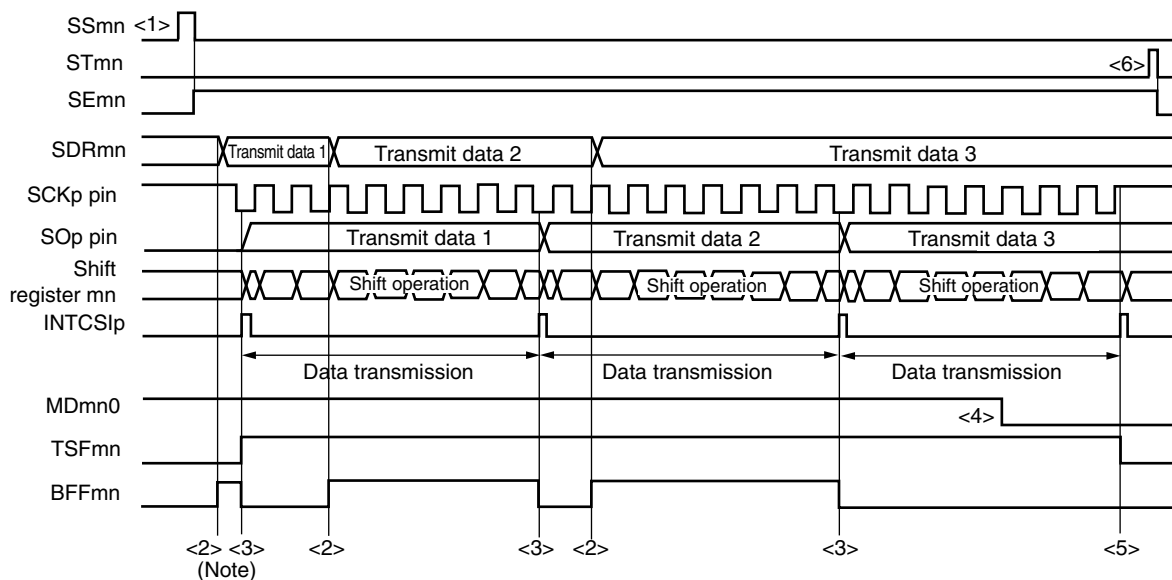 SSmn <1>
STmn <6>
SEmn
SDRmn Transmit data 1 Transmit data 2 Transmit data 3
SCKp pin
SOp pin Transmit data 1 Transmit data 2 Transmit data 3
Shift
register mn Shift operation Shift operation Shift operation
INTCSIp
Data transmission Data transmission Data transmission
MDmn0 <4>
TSFmn
BFFmn
<2> <3> <2> <3> <2> <3> <5>
(Note)